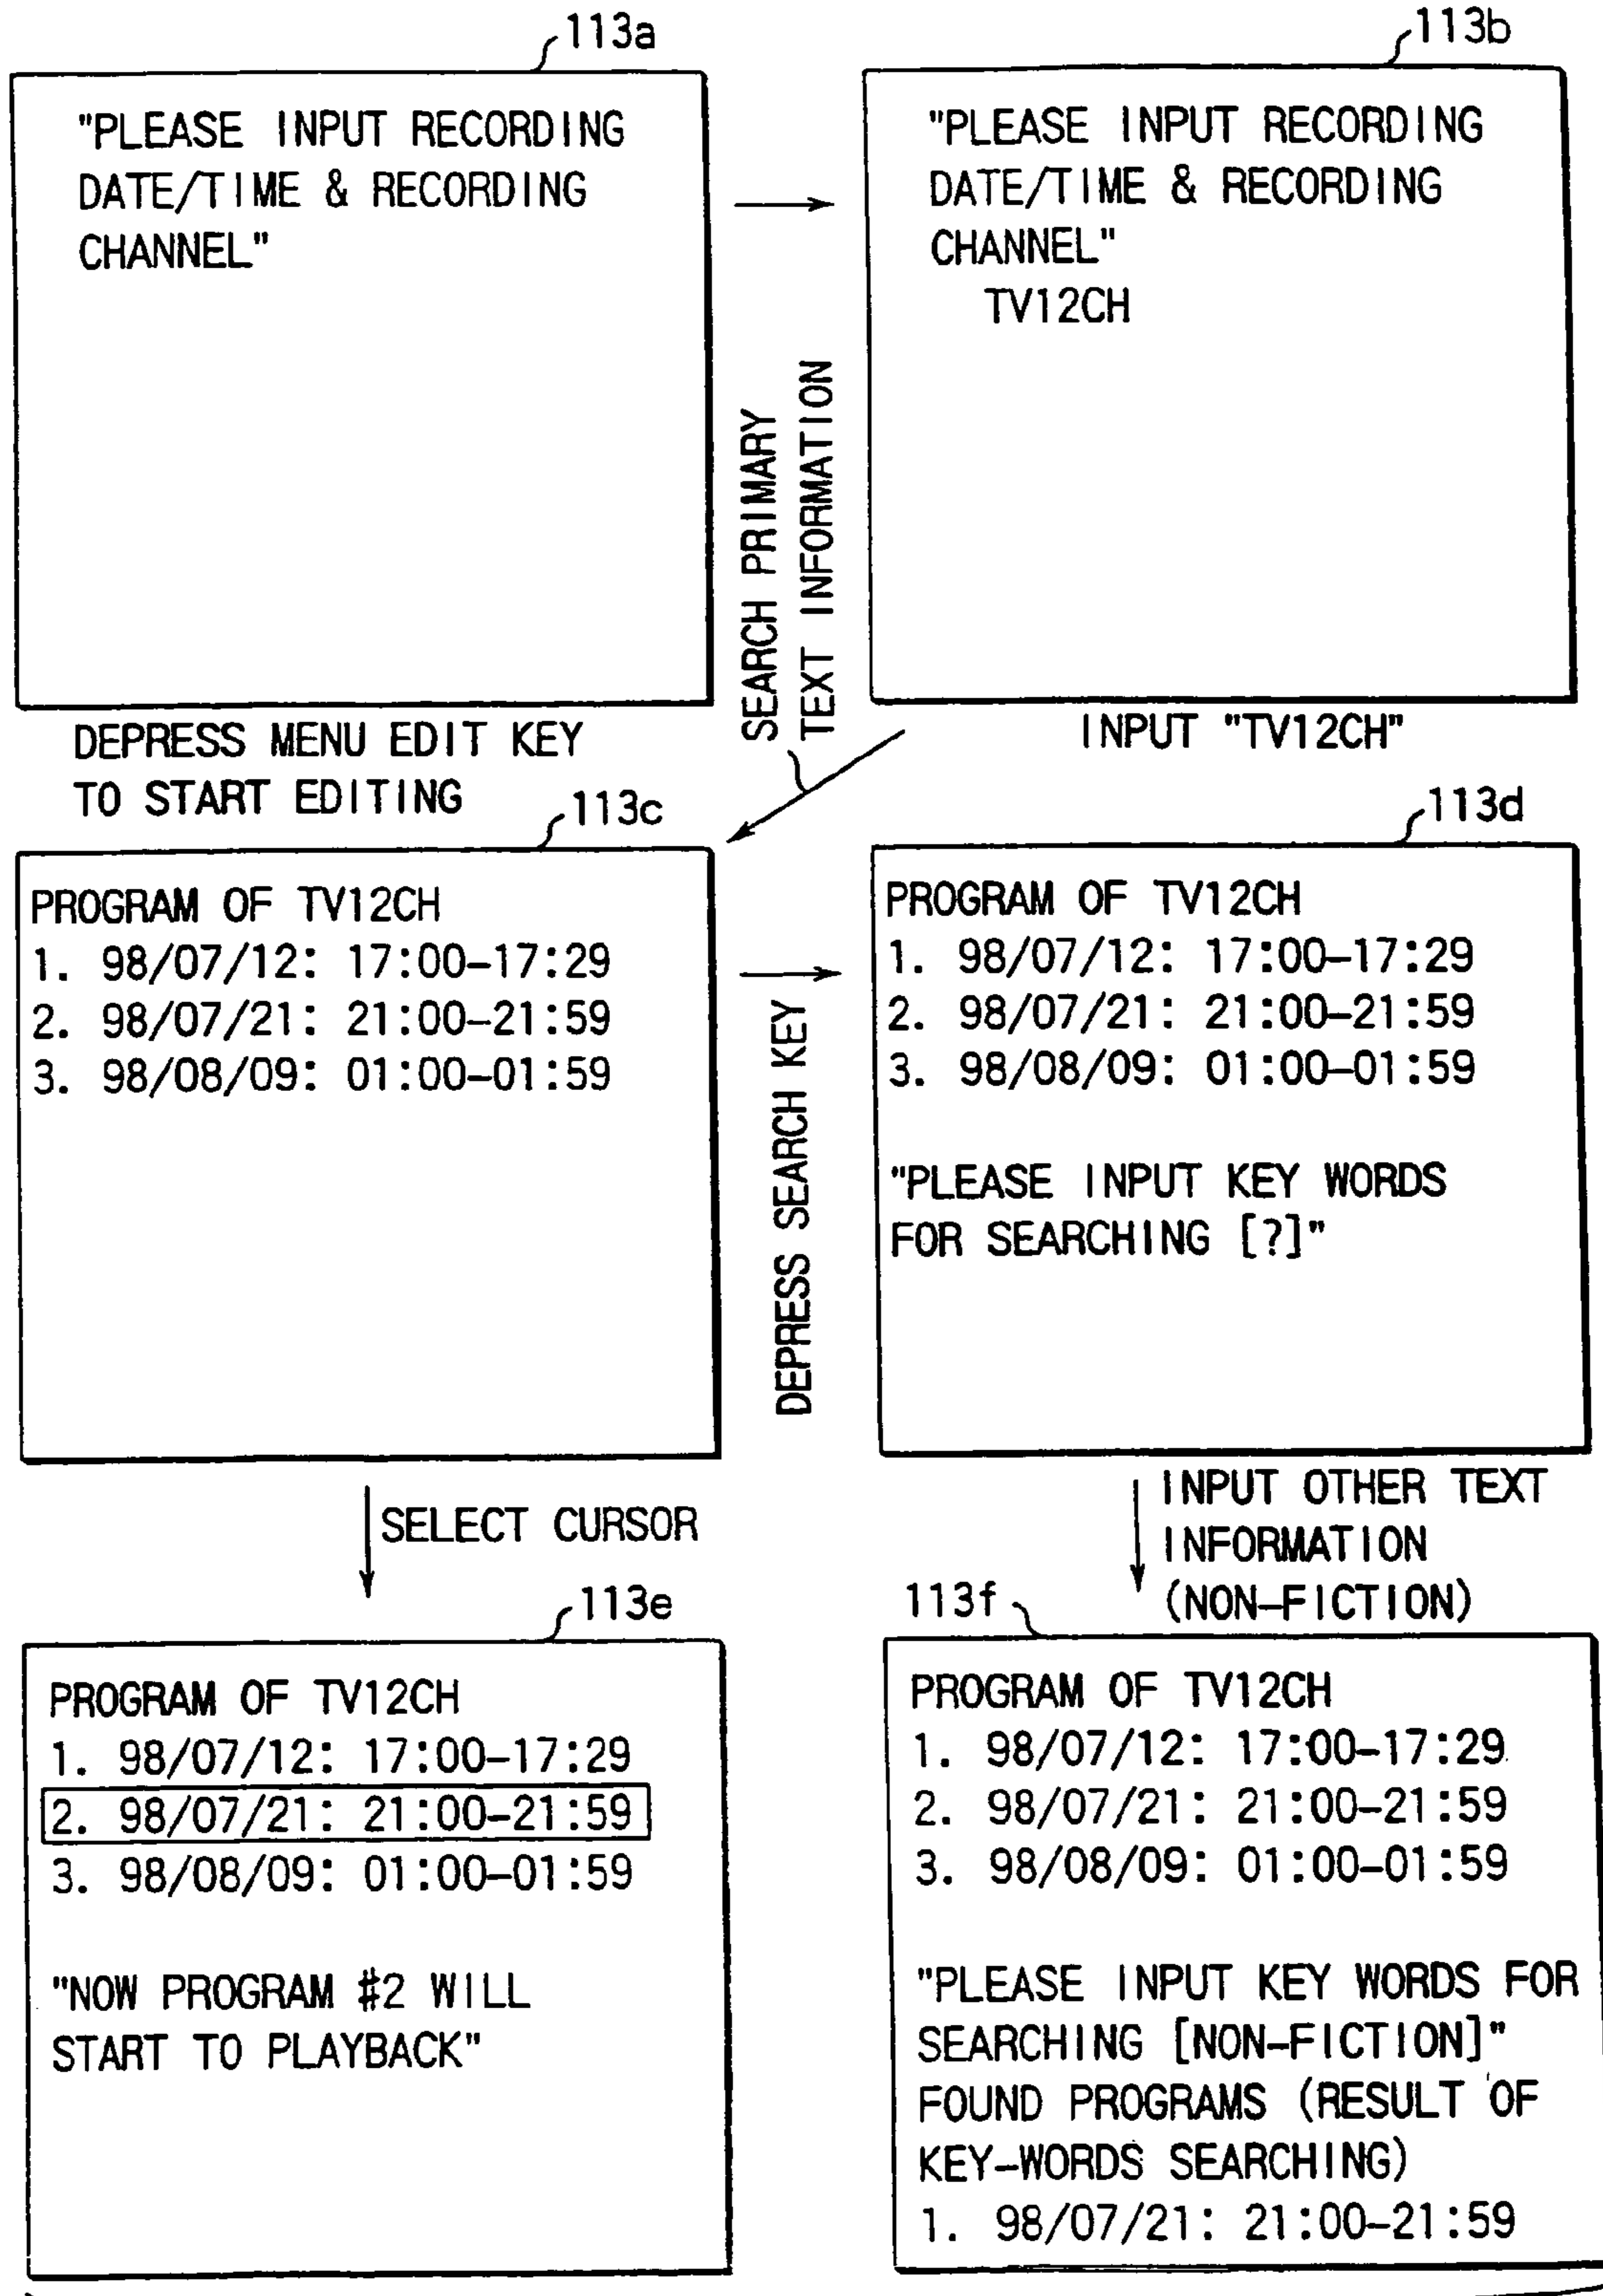 113a
"PLEASE INPUT RECORDING
DATE/TIME & RECORDING
CHANNEL"
DEPRESS MENU EDIT KEY
TO START EDITING
113b
"PLEASE INPUT RECORDING
DATE/TIME & RECORDING
CHANNEL"
TV12CH
INPUT "TV12CH"
SEARCH PRIMARY
TEXT INFORMATION
113c
PROGRAM OF TV12CH
1. 98/07/12: 17:00-17:29
2. 98/07/21: 21:00-21:59
3. 98/08/09: 01:00-01:59
DEPRESS SEARCH KEY
113d
PROGRAM OF TV12CH
1. 98/07/12: 17:00-17:29
2. 98/07/21: 21:00-21:59
3. 98/08/09: 01:00-01:59
"PLEASE INPUT KEY WORDS
FOR SEARCHING [?]"
SELECT CURSOR
INPUT OTHER TEXT
INFORMATION
(NON-FICTION)
113e
PROGRAM OF TV12CH
1. 98/07/12: 17:00-17:29
2. 98/07/21: 21:00-21:59
3. 98/08/09: 01:00-01:59
"NOW PROGRAM #2 WILL
START TO PLAYBACK"
113f
PROGRAM OF TV12CH
1. 98/07/12: 17:00-17:29
2. 98/07/21: 21:00-21:59
3. 98/08/09: 01:00-01:59
"PLEASE INPUT KEY WORDS FOR
SEARCHING [NON-FICTION]"
FOUND PROGRAMS (RESULT OF
KEY-WORDS SEARCHING)
1. 98/07/21: 21:00-21:59